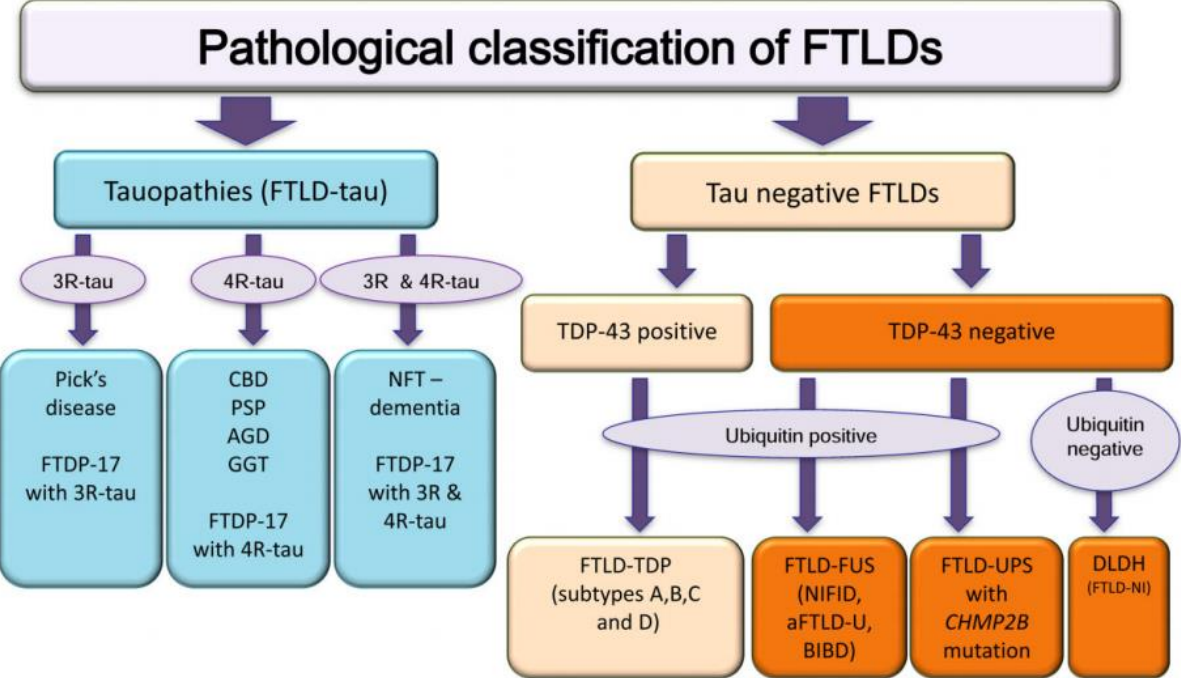 Pathological classification of FTLDs
Tauopathies (FTLD-tau)
Tau negative FTLDs
3R-tau
4R-tau
3R & 4R-tau
TDP-43 positive
TDP-43 negative
Pick's
disease
FTDP-17
with 3R-tau
CBD
PSP
AGD
GGT
FTDP-17
with 4R-tau
NFT –
dementia
FTDP-17
with 3R &
4R-tau
Ubiquitin positive
Ubiquitin
negative
FTLD-TDP
(subtypes A,B,C
and D)
FTLD-FUS
(NIFID,
aFTLD-U,
BIBD)
FTLD-UPS
with
CHMP2B
mutation
DLDH
(FTLD-NI)